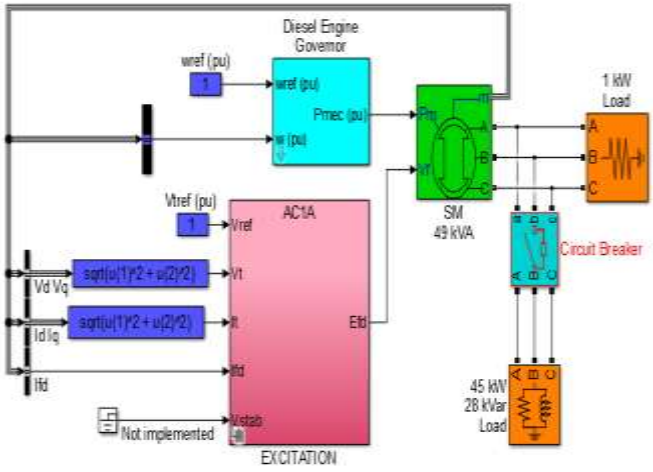 Diesel Engine
Governor
wref (pu)
1
wref (pu)
Pmec (pu)
w (pu)
Pm
m
A
B
C
Vf
SM
49 kVA
1 kW
Load
A
B
C
Vtref (pu)
1
AC1A
Vref
Vt
It
Ifd
Vstab
Efd
EXCITATION
sqrt(u(1)^2 + u(2)^2)
Vd Vq
sqrt(u(1)^2 + u(2)^2)
Id Iq
Ifd
Not implemented
a
b
c
A
B
C
Circuit Breaker
A
B
C
45 kW
28 kVar
Load